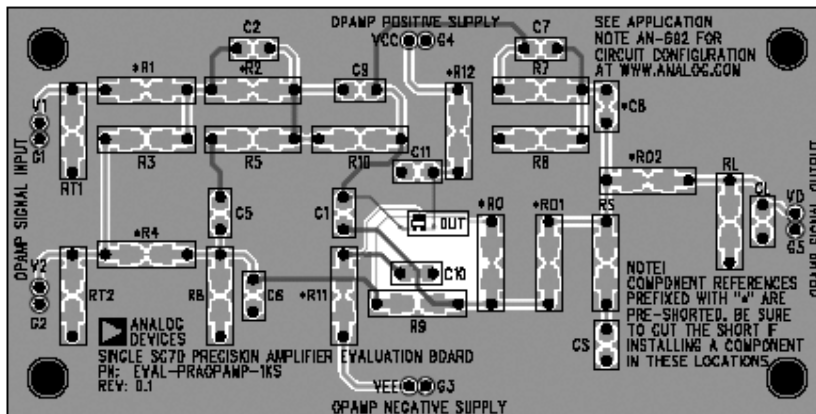 OPAMP POSITIVE SUPPLY
VCC
G4
SEE APPLICATION
NOTE AN-692 FOR
CIRCUIT CONFIGURATION
AT WWW.ANALOG.COM
C2
C7
*R1
*R2
C9
*R12
R7
*C8
V1
G1
OPAMP SIGNAL INPUT
RT1
R3
R5
R10
C11
R8
*RO2
RL
CL
VO
G5
OPAMP SIGNAL OUTPUT
C5
C1
OUT
*RO
*RO1
RS
*R4
V2
G2
RT2
R6
C6
*R11
C10
R9
CS
NOTE:
COMPONENT REFERENCES
PREFIXED WITH "*" ARE
PRE-SHORTED. BE SURE
TO CUT THE SHORT IF
INSTALLING A COMPONENT
IN THESE LOCATIONS.
ANALOG
DEVICES
SINGLE SC70 PRECISION AMPLIFIER EVALUATION BOARD
PN: EVAL-PRAOPAMP-1KS
REV: 0.1
VEE
G3
OPAMP NEGATIVE SUPPLY